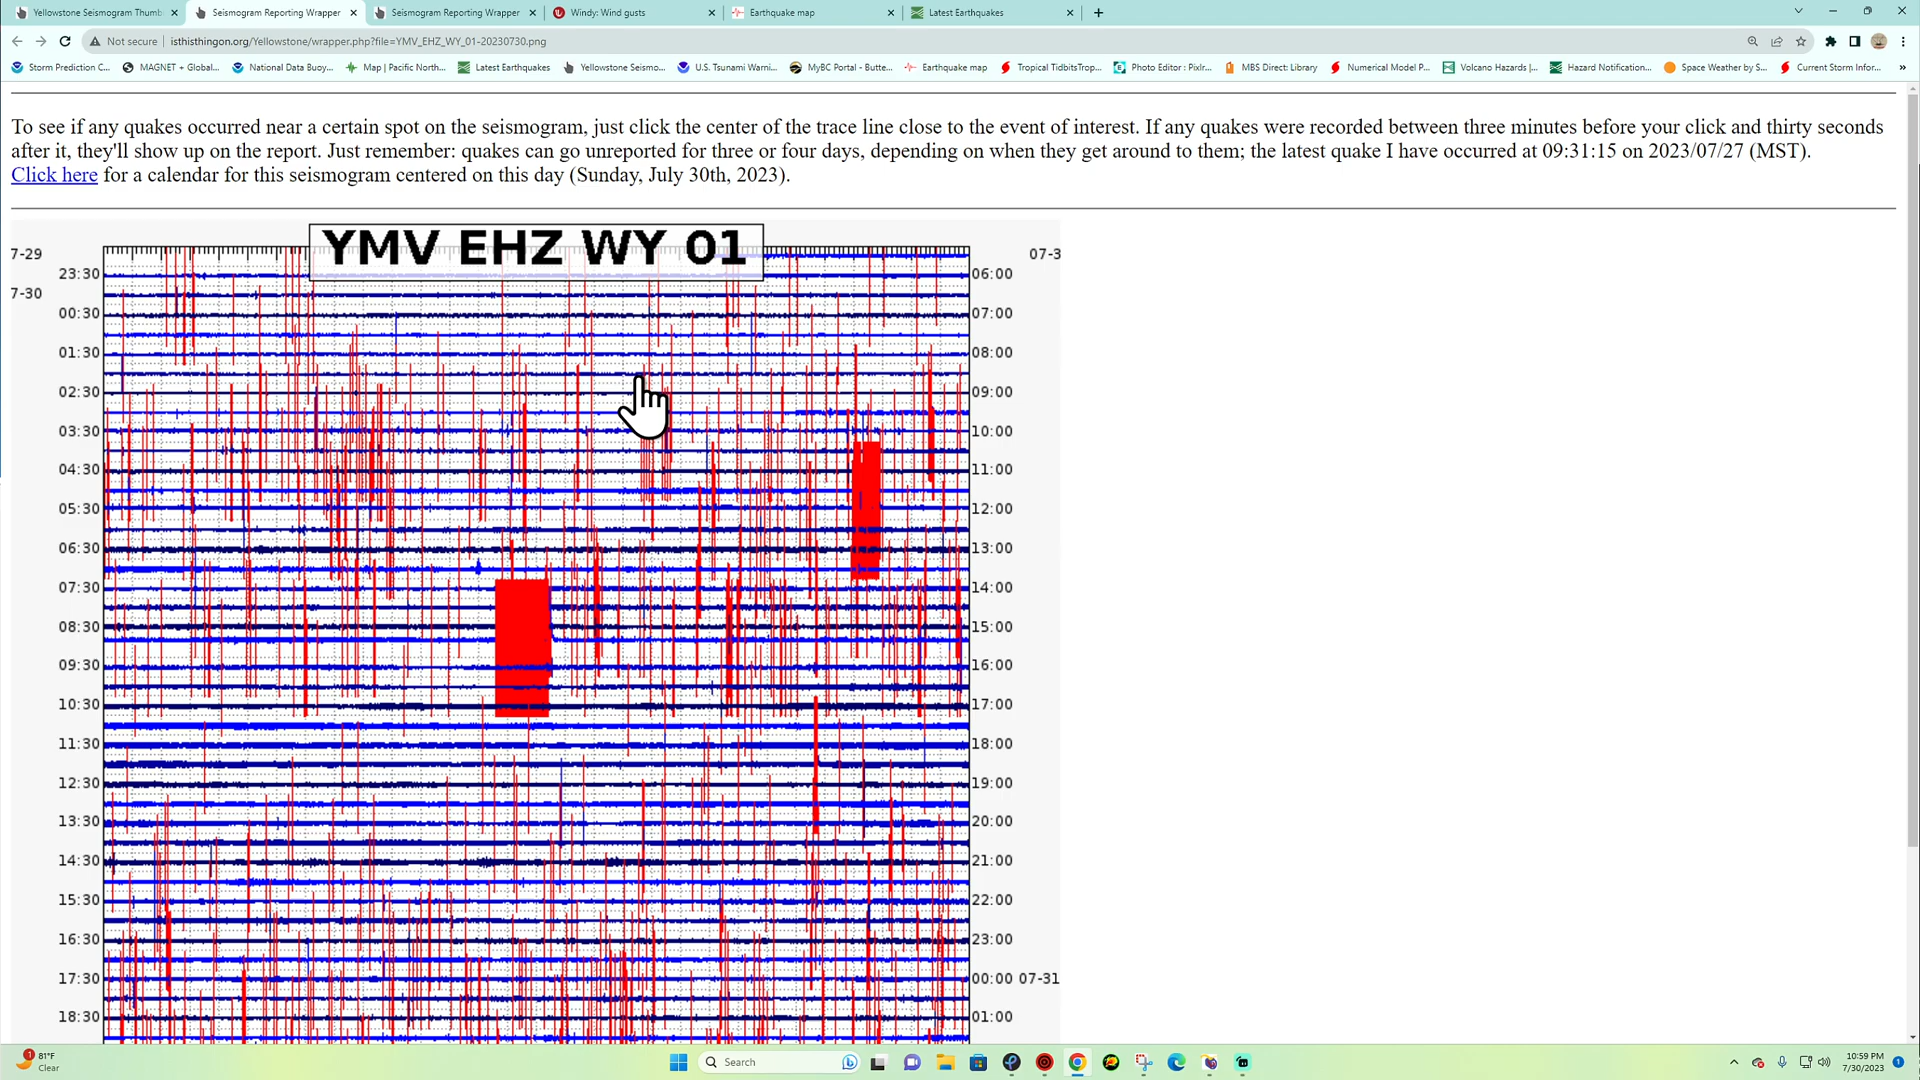 Yellowstone Seismogram Thumb
Seismogram Reporting Wrapper
Seismogram Reporting Wrapper
Windy: Wind gusts
Earthquake map
Latest Earthquakes
Not secure
isthisthingon.org/Yellowstone/wrapper.php?file=YMV_EHZ_WY_01-20230730.png
Storm Prediction C...
MAGNET + Global...
National Data Buoy...
Map | Pacific North...
Latest Earthquakes
Yellowstone Seismo...
U.S. Tsunami Warni...
MyBC Portal - Butte...
Earthquake map
Tropical TidbitsTrop...
Photo Editor : Pixlr...
MBS Direct: Library
Numerical Model P...
Volcano Hazards |...
Hazard Notification...
Space Weather by S...
Current Storm Infor...
To see if any quakes occurred near a certain spot on the seismogram, just click the center of the trace line close to the event of interest. If any quakes were recorded between three minutes before your click and thirty seconds
after it, they'll show up on the report. Just remember: quakes can go unreported for three or four days, depending on when they get around to them; the latest quake I have occurred at 09:31:15 on 2023/07/27 (MST).
Click here for a calendar for this seismogram centered on this day (Sunday, July 30th, 2023).
YMV EHZ WY 01
7-29
07-3
23:30
06:00
7-30
00:30
07:00
01:30
08:00
02:30
09:00
03:30
10:00
04:30
11:00
05:30
12:00
06:30
13:00
07:30
14:00
08:30
15:00
09:30
16:00
10:30
17:00
11:30
18:00
12:30
19:00
13:30
20:00
14:30
21:00
15:30
22:00
16:30
23:00
17:30
00:00 07-31
18:30
01:00
1
81°F
Clear
Search
10:59 PM
7/30/2023
1